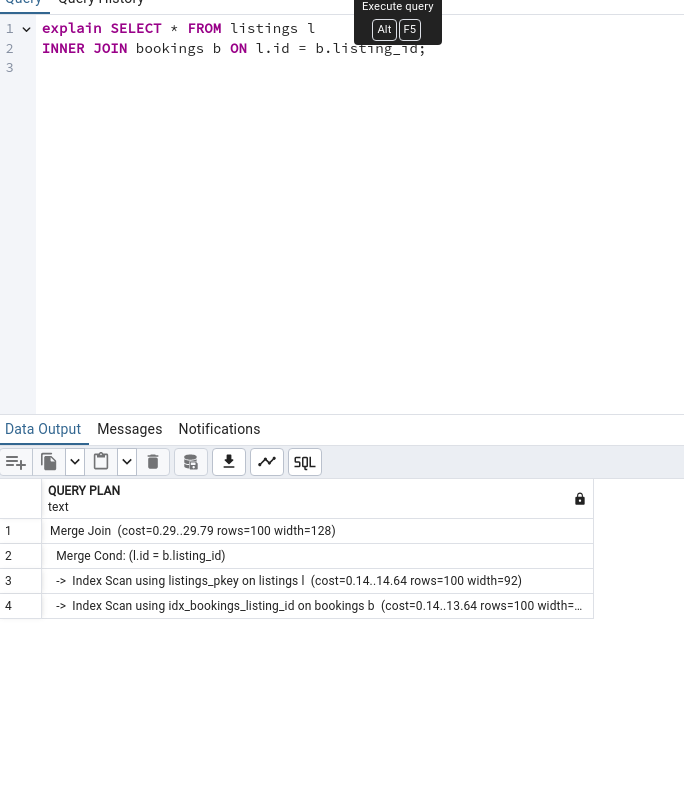 Query Query History
Execute query
Alt F5
1 explain SELECT * FROM listings l
2 INNER JOIN bookings b ON l.id = b.listing_id;
3
Data Output Messages Notifications
SQL
QUERY PLAN
text
1 Merge Join (cost=0.29..29.79 rows=100 width=128)
2 Merge Cond: (l.id = b.listing_id)
3 -> Index Scan using listings_pkey on listings l (cost=0.14..14.64 rows=100 width=92)
4 -> Index Scan using idx_bookings_listing_id on bookings b (cost=0.14..13.64 rows=100 width=…